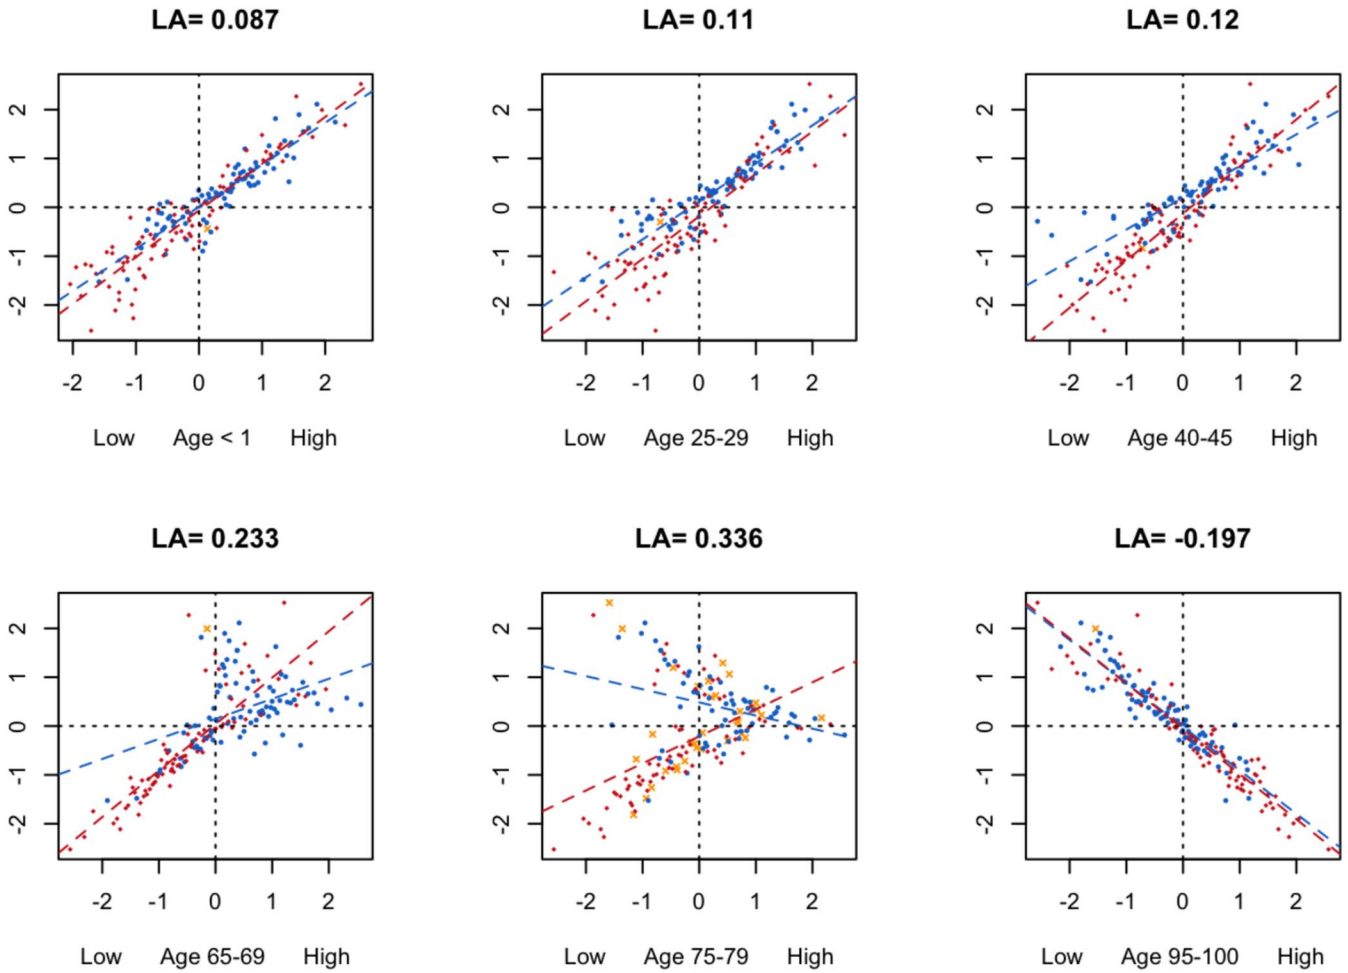 LA= 0.087 LA= 0.11 LA= 0.12
2 2 2
1 1 1
0 0 0
-1 -1 -1
-2 -2 -2
-2 -1 0 1 2 -2 -1 0 1 2 -2 -1 0 1 2
Low Age < 1 High Low Age 25-29 High Low Age 40-45 High
LA= 0.233 LA= 0.336 LA= -0.197
2 2 2
1 1 1
0 0 0
-1 -1 -1
-2 -2 -2
-2 -1 0 1 2 -2 -1 0 1 2 -2 -1 0 1 2
Low Age 65-69 High Low Age 75-79 High Low Age 95-100 High